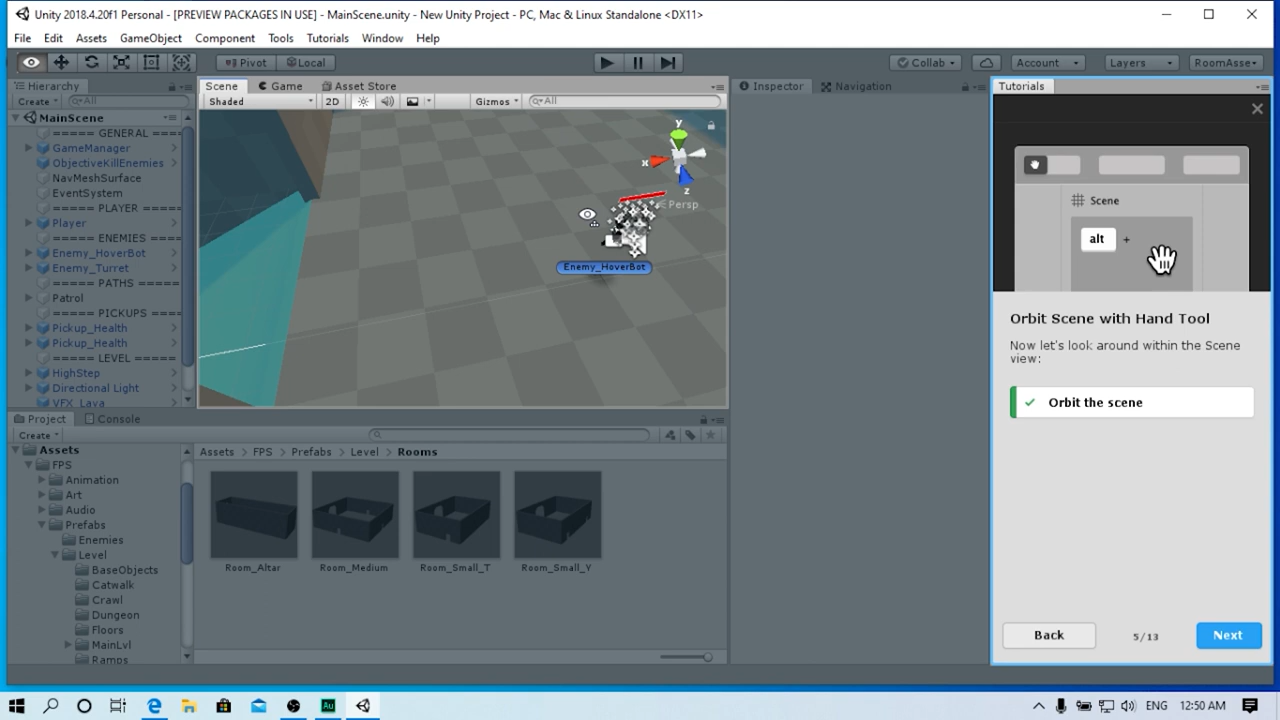 Unity 2018.4.20f1 Personal - [PREVIEW PACKAGES IN USE] - MainScene.unity - New Unity Project - PC, Mac & Linux Standalone <DX11>
File Edit Assets GameObject Component Tools Tutorials Window Help
Pivot Local Collab Account Layers RoomAsse
Hierarchy
Create All
MainScene
===== GENERAL ====
GameManager
ObjectiveKillEnemies
NavMeshSurface
EventSystem
===== PLAYER =====
Player
===== ENEMIES ====
Enemy_HoverBot
Enemy_Turret
===== PATHS =====
Patrol
===== PICKUPS ====
Pickup_Health
Pickup_Health
===== LEVEL =====
HighStep
Directional Light
VFX_Lava
Scene Game Asset Store
Shaded 2D Gizmos All
y
x
z
Persp
Enemy_HoverBot
Inspector Navigation
Tutorials
Scene
alt +
Orbit Scene with Hand Tool
Now let's look around within the Scene
view:
Orbit the scene
Back 5/13 Next
Project Console
Create
Assets
FPS
Animation
Art
Audio
Prefabs
Enemies
Level
BaseObjects
Catwalk
Crawl
Dungeon
Floors
MainLvl
Ramps
Assets > FPS > Prefabs > Level > Rooms
Room_Altar Room_Medium Room_Small_T Room_Small_Y
Au
ENG 12:50 AM